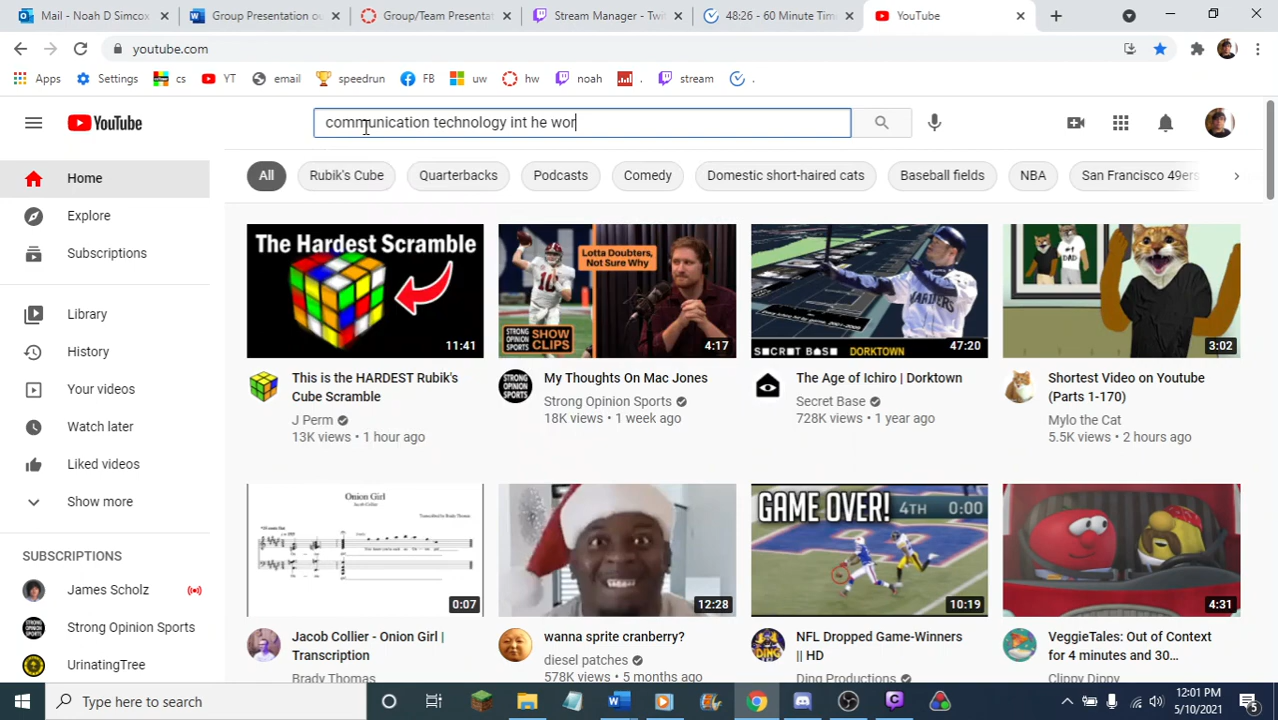 Mail - Noah D Simcox
Group Presentation ou
Group/Team Presentat
Stream Manager - Twit
48:26 - 60 Minute Tim
YouTube
youtube.com
Apps
Settings
cs
YT
email
speedrun
FB
uw
hw
noah
.
stream
.
YouTube
communication technology int he wor
All
Rubik's Cube
Quarterbacks
Podcasts
Comedy
Domestic short-haired cats
Baseball fields
NBA
San Francisco 49ers
Home
Explore
Subscriptions
Library
History
Your videos
Watch later
Liked videos
Show more
SUBSCRIPTIONS
James Scholz
Strong Opinion Sports
UrinatingTree
The Hardest Scramble
11:41
This is the HARDEST Rubik's
Cube Scramble
J Perm
13K views • 1 hour ago
Lotta Doubters,
Not Sure Why
STRONG OPINION SPORTS
SHOW CLIPS
4:17
My Thoughts On Mac Jones
STRONG OPINION SPORTS
Strong Opinion Sports
18K views • 1 week ago
SECRET BASE
DORKTOWN
47:20
The Age of Ichiro | Dorktown
Secret Base
728K views • 1 year ago
DAD
3:02
Shortest Video on Youtube
(Parts 1-170)
Mylo the Cat
5.5K views • 2 hours ago
Onion Girl
0:07
Jacob Collier - Onion Girl |
Transcription
Brady Thomas
12:28
wanna sprite cranberry?
diesel patches
578K views • 5 months ago
GAME OVER!
4TH 0:00
10:19
NFL Dropped Game-Winners
|| HD
Ding Productions
4:31
VeggieTales: Out of Context
for 4 minutes and 30...
Clippy Dippy
Type here to search
12:01 PM
5/10/2021
5